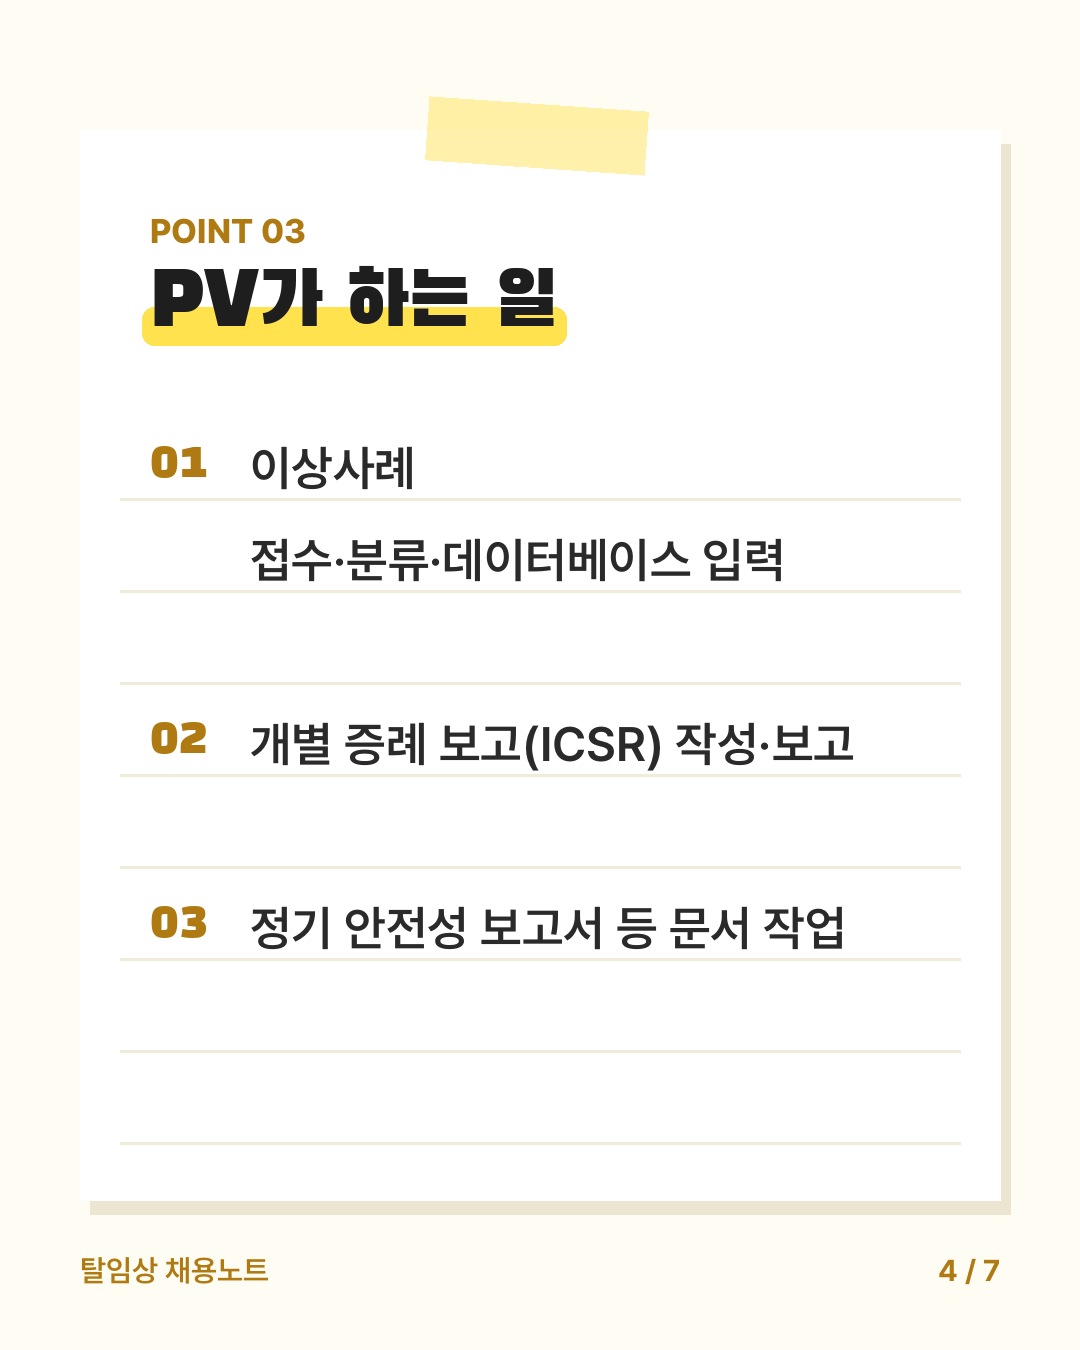 POINT 03
PV가 하는 일
01 이상사례
접수·분류·데이터베이스 입력
02 개별 증례 보고(ICSR) 작성·보고
03 정기 안전성 보고서 등 문서 작업
탈임상 채용노트
4 / 7